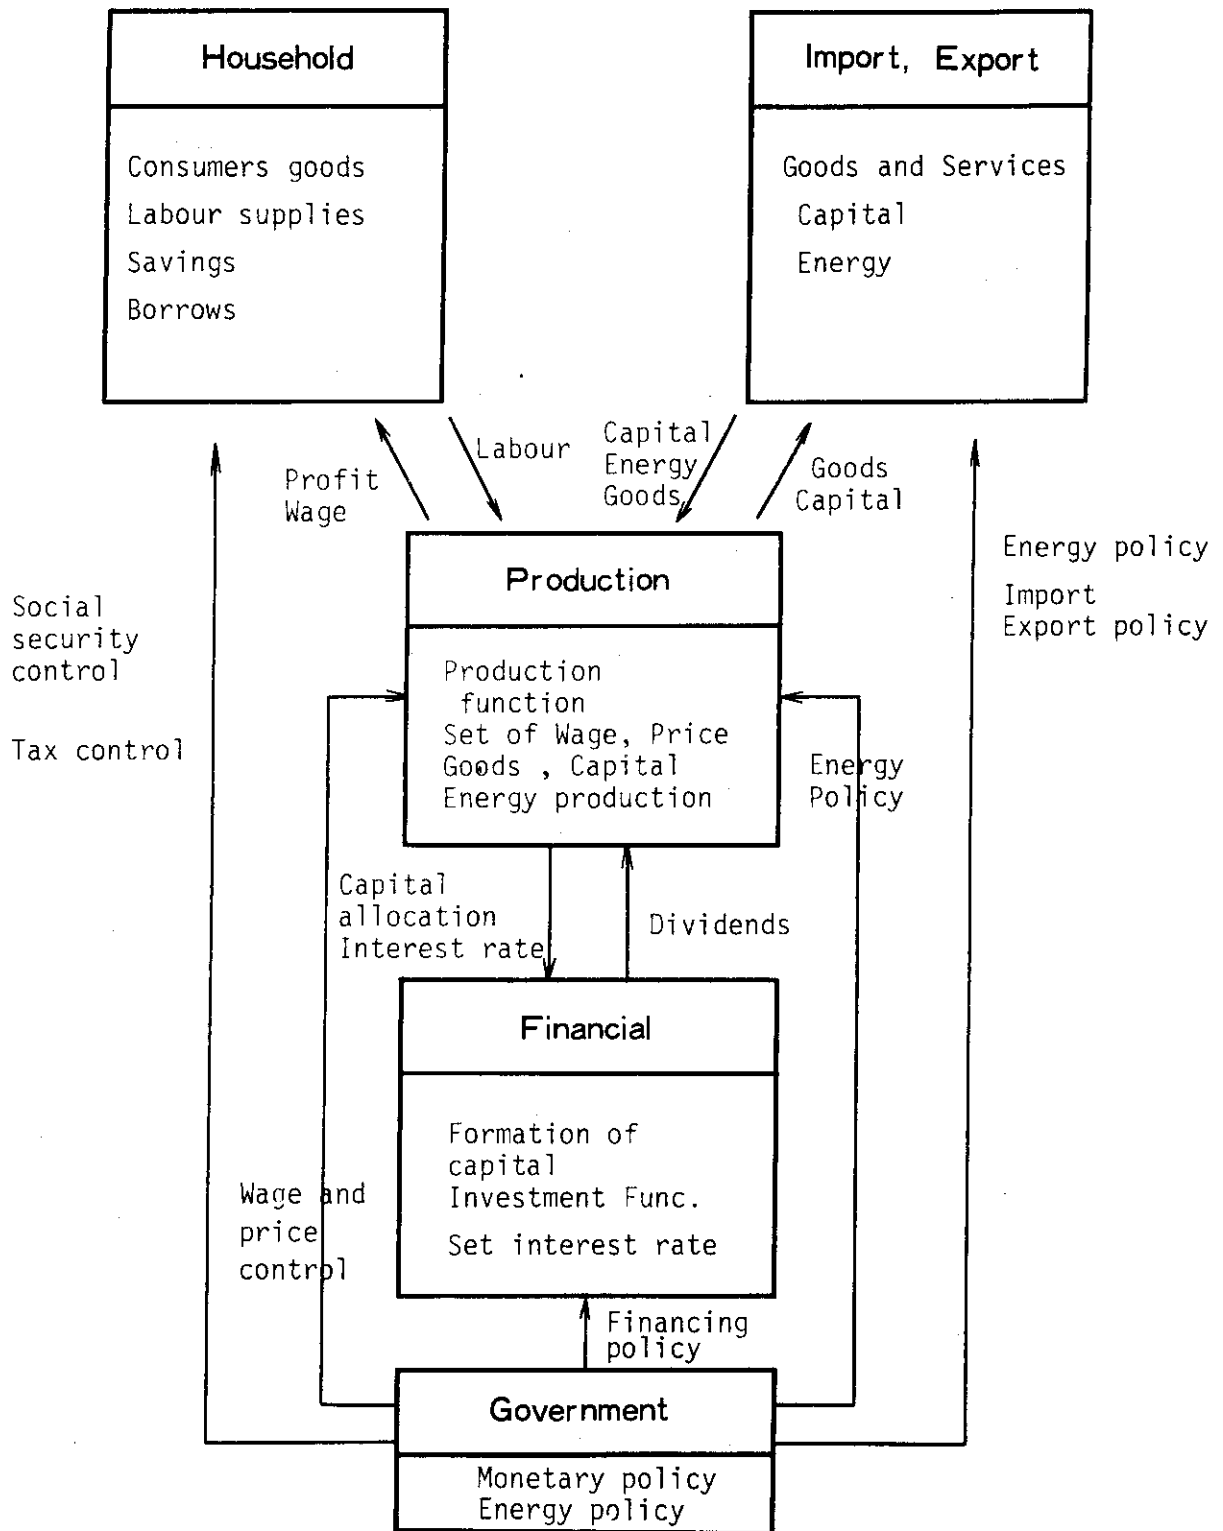 Household
Consumers goods
Labour supplies
Savings
Borrows
Import, Export
Goods and Services
Capital
Energy
Profit
Wage
Labour
Capital
Energy
Goods
Goods
Capital
Social
security
control
Tax control
Energy policy
Import
Export policy
Production
Production
function
Set of Wage, Price
Goods , Capital
Energy production
Energy
Policy
Capital
allocation
Interest rate
Dividends
Financial
Formation of
capital
Investment Func.
Set interest rate
Wage and
price
control
Financing
policy
Government
Monetary policy
Energy policy